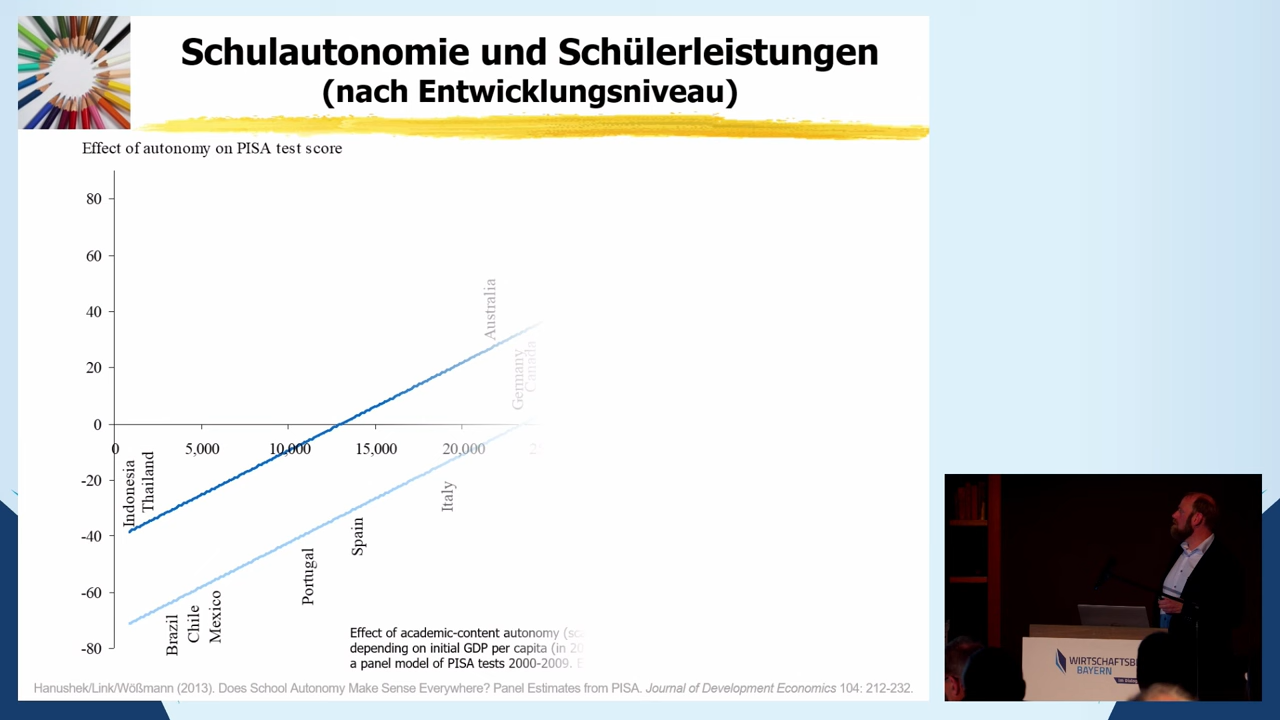 Schulautonomie und Schülerleistungen
(nach Entwicklungsniveau)
Effect of autonomy on PISA test score
80
60
40
20
0
-20
-40
-60
-80
0
5,000
10,000
15,000
20,000
Indonesia
Thailand
Brazil
Chile
Mexico
Portugal
Spain
Italy
Australia
Germany
Canada
Effect of academic-content autonomy
depending on initial GDP per capita (in 20
a panel model of PISA tests 2000-2009.
Hanushek/Link/Wößmann (2013). Does School Autonomy Make Sense Everywhere? Panel Estimates from PISA. Journal of Development Economics 104: 212-232.
WIRTSCHAFTSB
BAYERN